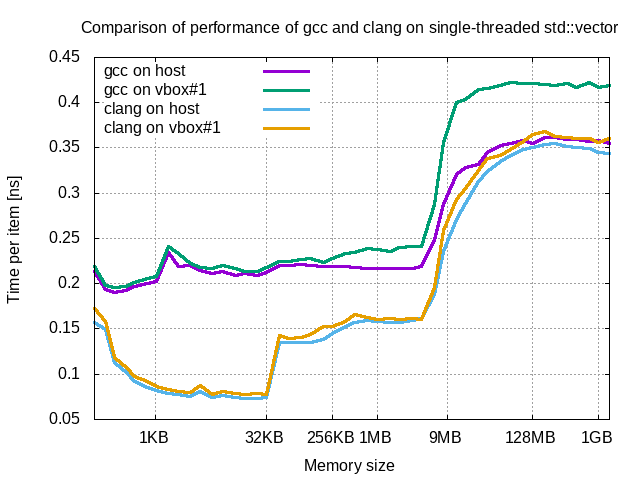 Comparison of performance of gcc and clang on single-threaded std::vector
0.45
0.4
0.35
0.3
0.25
0.2
0.15
0.1
0.05
Time per item [ns]
gcc on host
gcc on vbox#1
clang on host
clang on vbox#1
1KB 32KB 256KB 1MB 9MB 128MB 1GB
Memory size